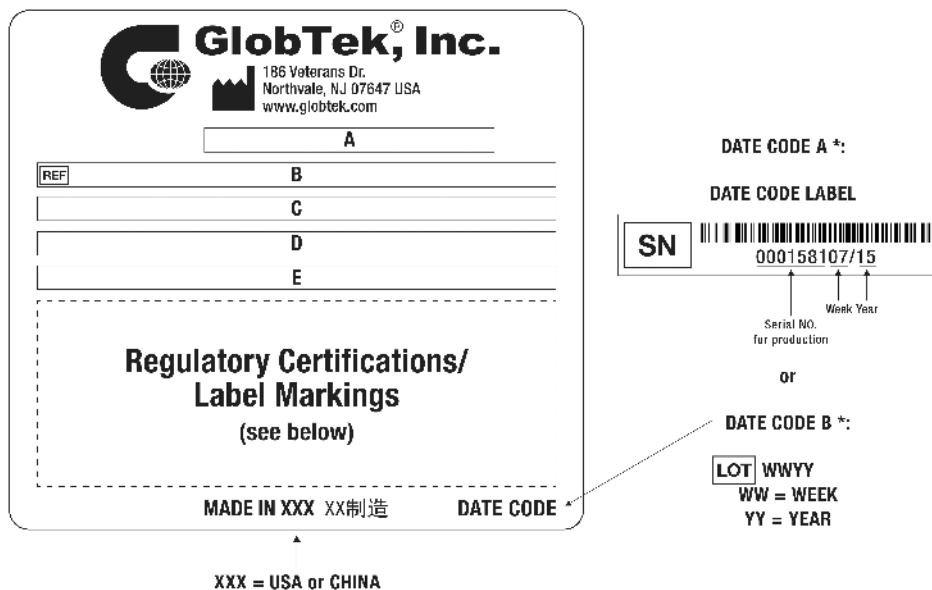 GlobTek,® Inc.
186 Veterans Dr.
Northvale, NJ 07647 USA
www.globtek.com
A
REF B
C
D
E
Regulatory Certifications/
Label Markings
(see below)
MADE IN XXX XX制造 DATE CODE
XXX = USA or CHINA
DATE CODE A *:
DATE CODE LABEL
SN
00015810​7/15
Week Year
Serial NO.
for production
or
DATE CODE B *:
LOT WWYY
WW = WEEK
YY = YEAR